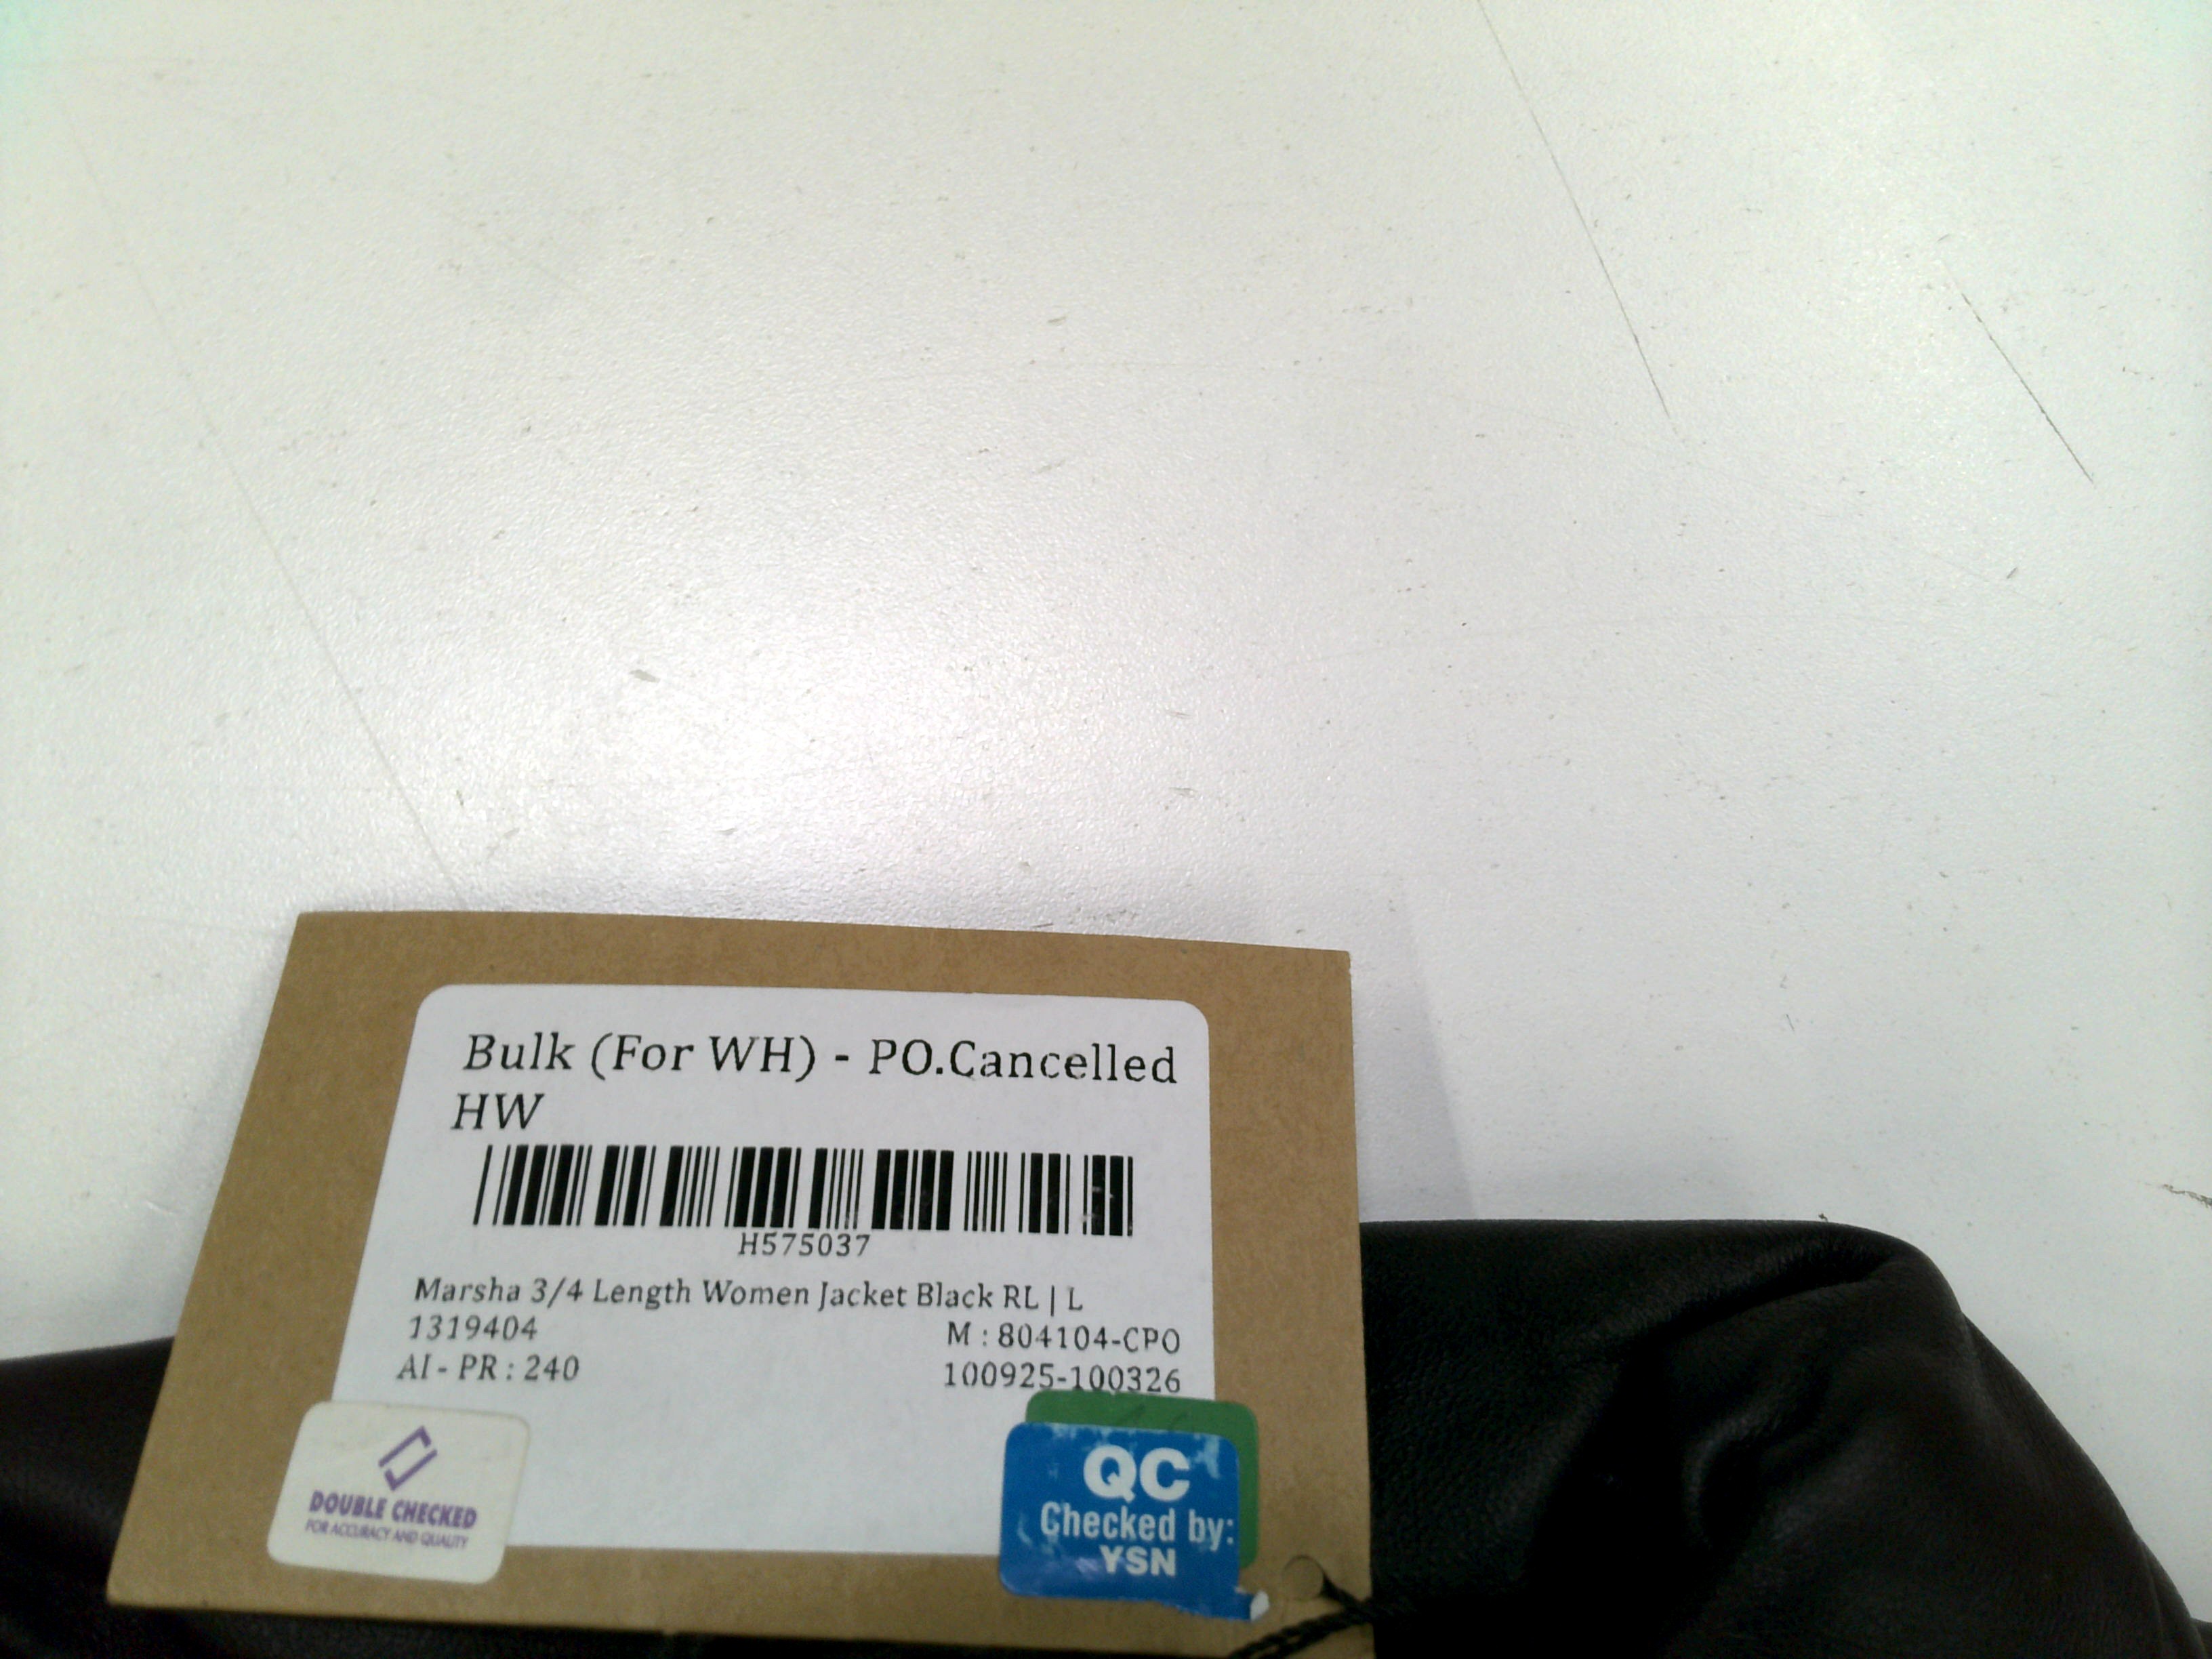 Bulk (For WH) - PO.Cancelled
HW
H575037
Marsha 3/4 Length Women Jacket Black RL | L
1319404 M : 804104-CPO
AI - PR : 240 100925-100326
DOUBLE CHECKED
FOR ACCURACY AND QUALITY
QC
Checked by:
YSN